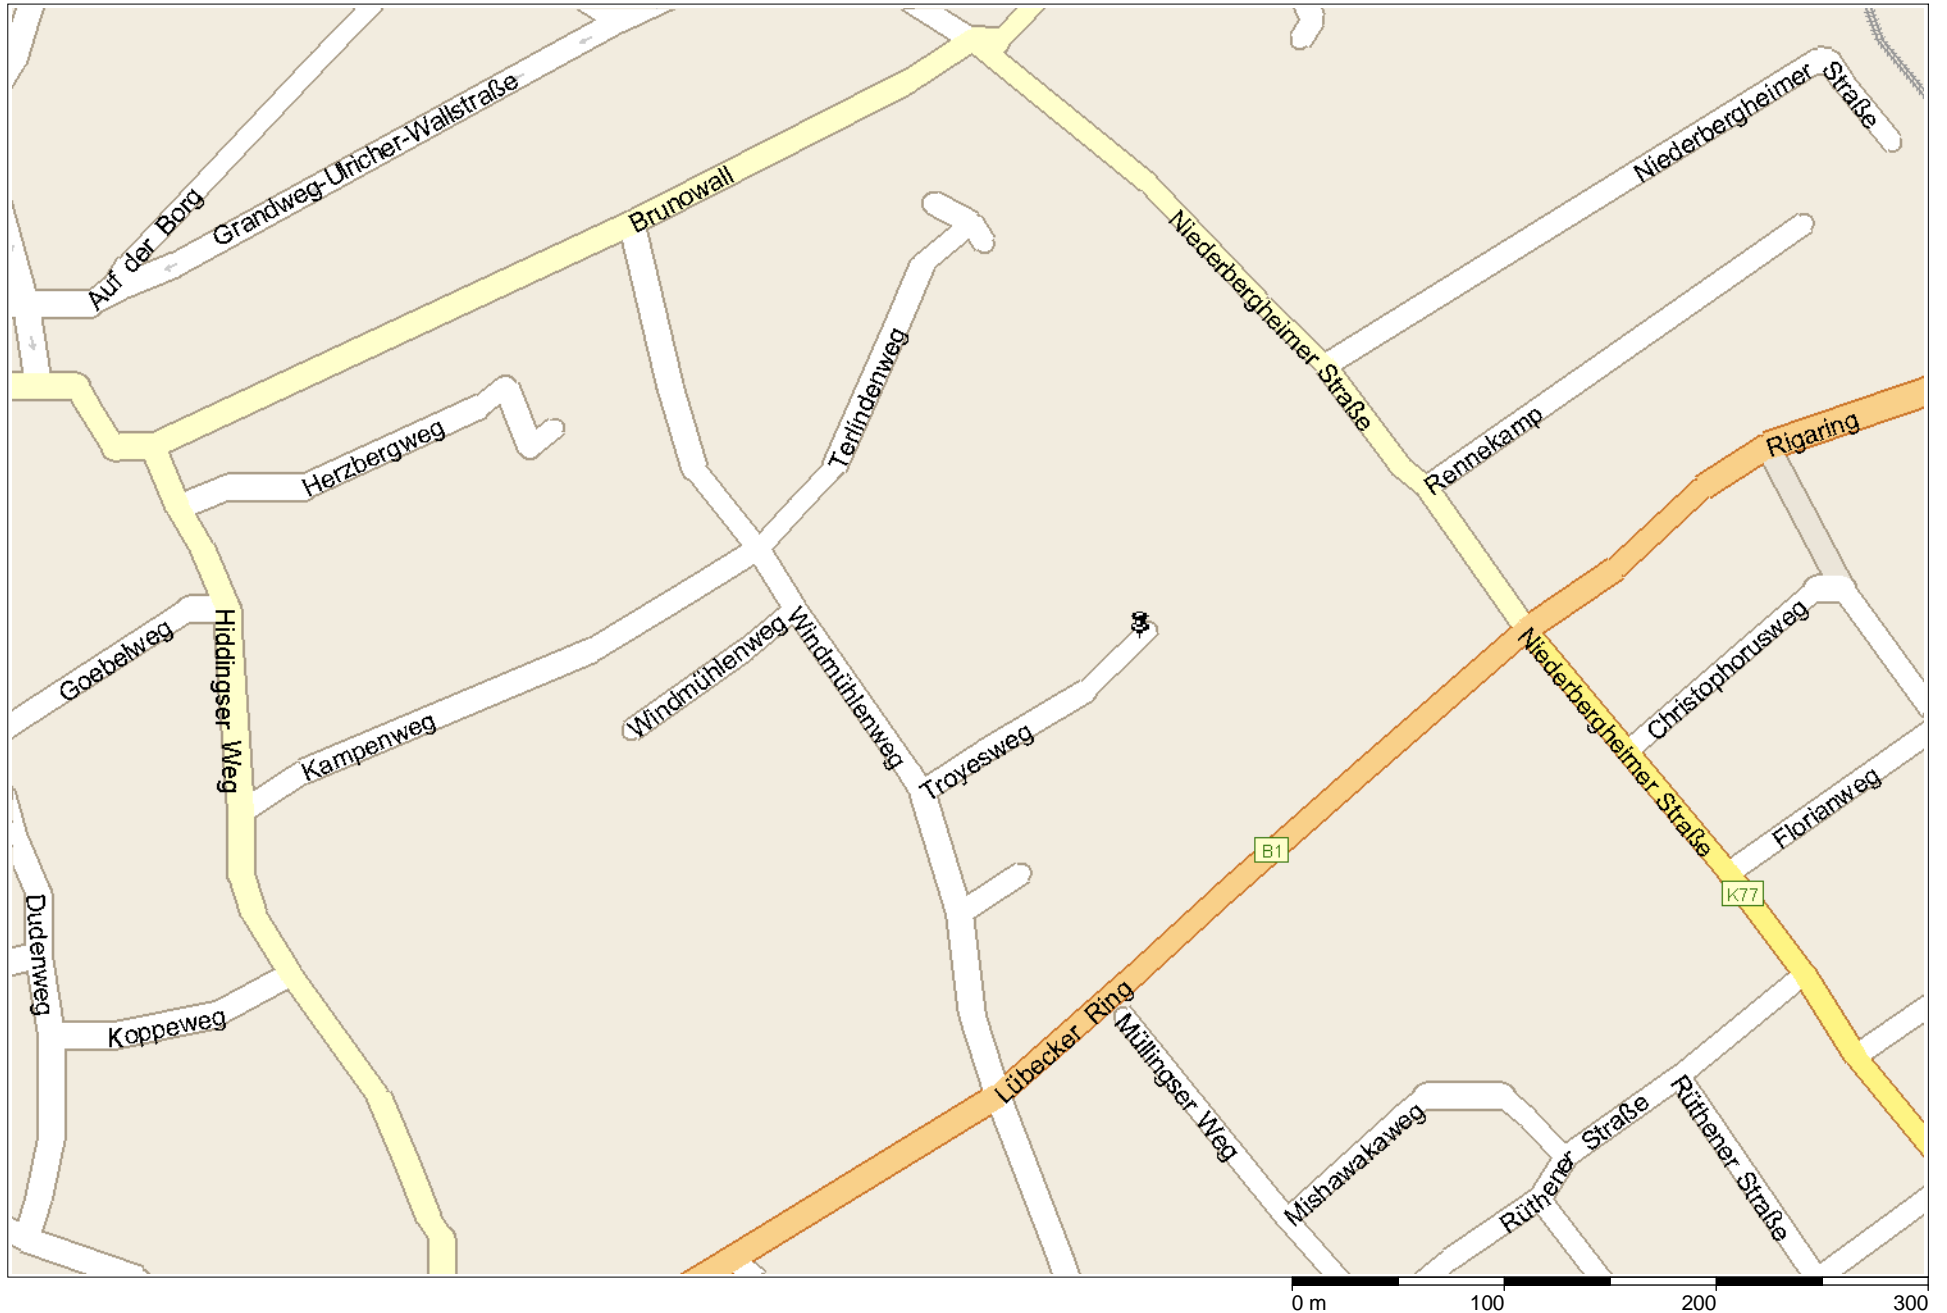 Niederbergheimer Straße
Grandweg-Ulricher-Wallstraße
Auf der Borg
Brunowall
Niederbergheimer Straße
Terlindenweg
Herzbergweg
Rennekamp
Rigaring
Goebelweg
Hiddingser Weg
Windmühlenweg
Windmühlenweg
Kampenweg
Troyesweg
Niederbergheimer Straße
Christophorusweg
Florianweg
B1
K77
Dudenweg
Koppeweg
Lübecker Ring
Müllingser Weg
Mishawakaweg
Rüthener Straße
Rüthener Straße
0 m 100 200 300